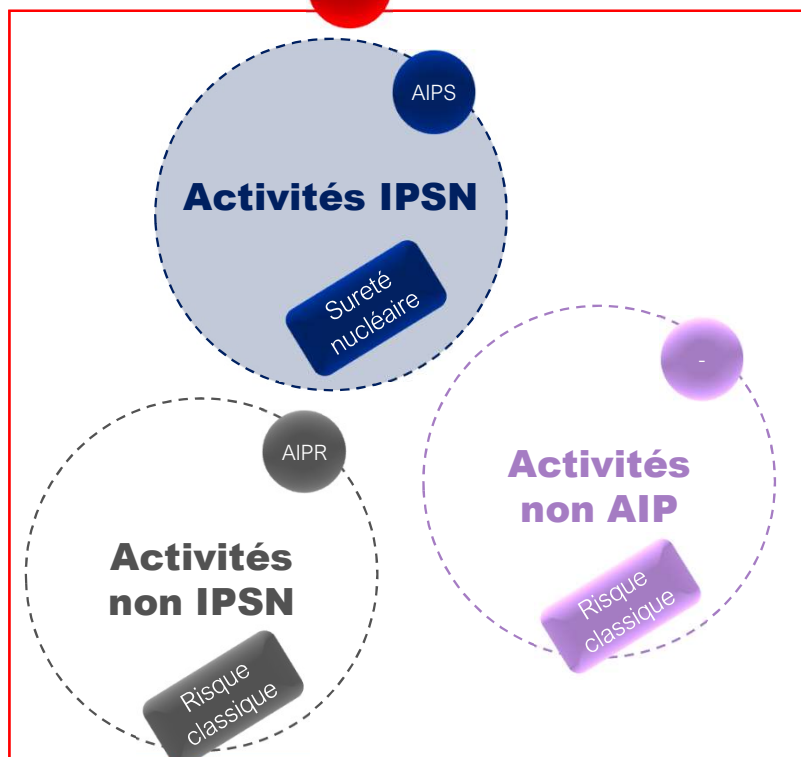 AIPS
Activités IPSN
Sureté
nucléaire
-
Activités
non AIP
Risque
classique
AIPR
Activités
non IPSN
Risque
classique